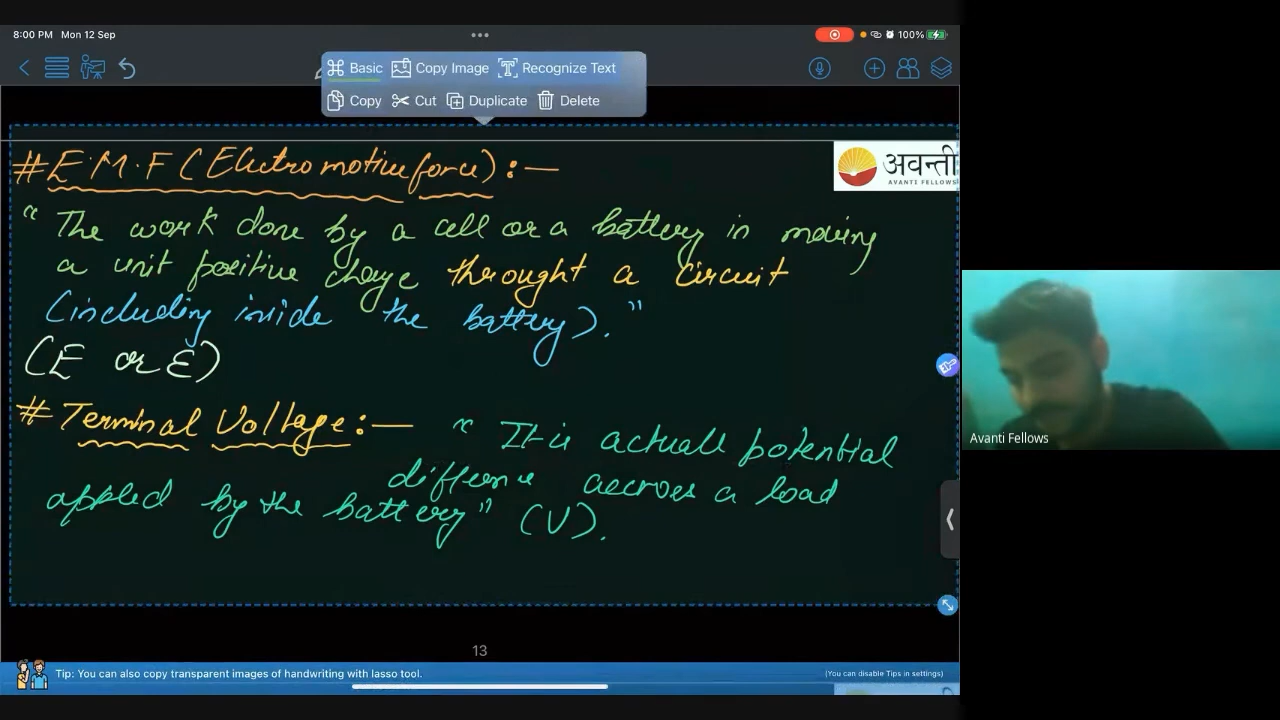 8:00 PM Mon 12 Sep
100%
Basic Copy Image Recognize Text
Copy Cut Duplicate Delete
अवन्ती
AVANTI FELLOWS
# E.M.F (Electromotive force) :—
“ The work done by a cell or a battery in moving
a unit positive charge throught a circuit
(including inside the battery). ”
(E or ε)
# Terminal Voltage :— “ It is actuall potential
difference accross a load
appled by the battery ” (V).
Avanti Fellows
13
Tip: You can also copy transparent images of handwriting with lasso tool.
(You can disable Tips in settings)